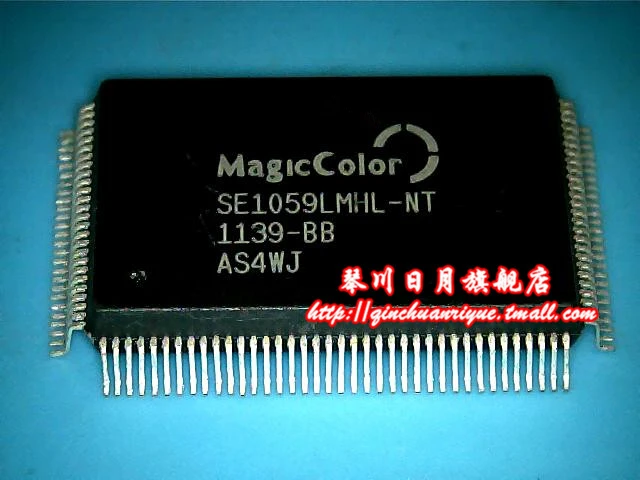 MagicColor
SE1059LMHL-NT
1139-BB
AS4WJ
琴川日月旗舰店
http://qinchuanriyue.tmall.com